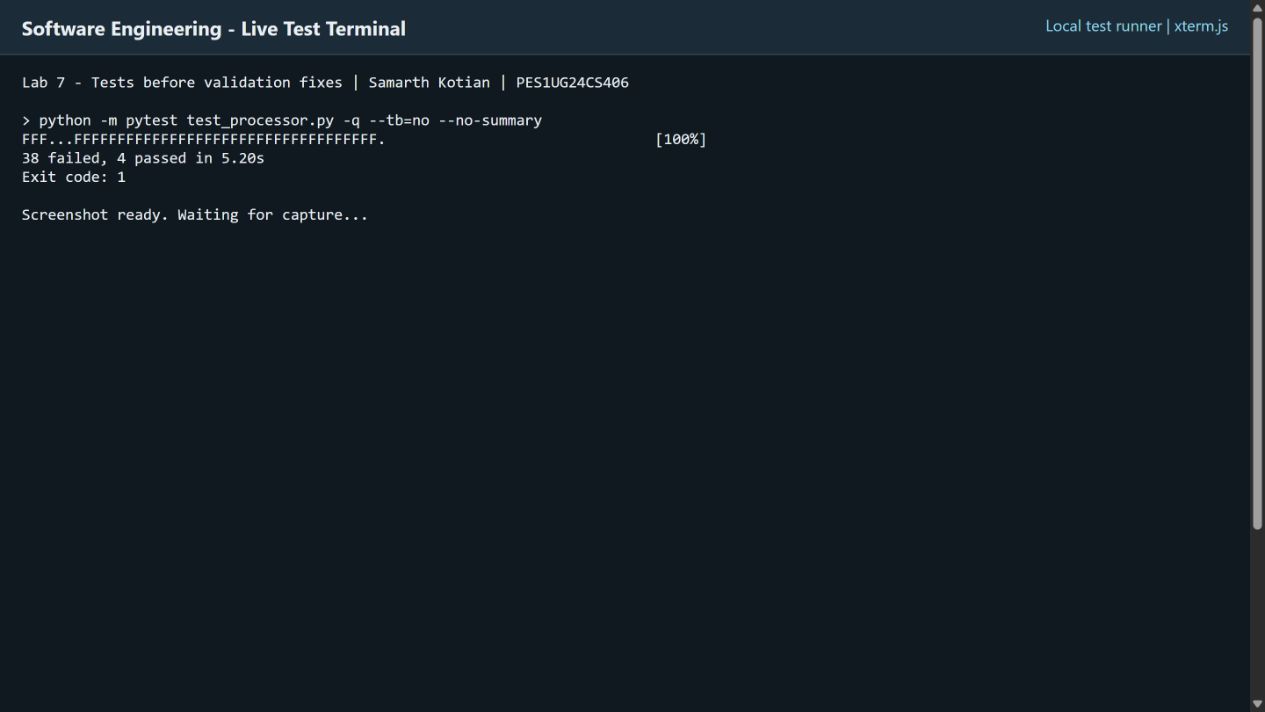 Software Engineering - Live Test Terminal
Local test runner | xterm.js
Lab 7 - Tests before validation fixes | Samarth Kotian | PES1UG24CS406
> python -m pytest test_processor.py -q --tb=no --no-summary
FFF...FFFFFFFFFFFFFFFFFFFFFFFFFFFFFFFFFFF. [100%]
38 failed, 4 passed in 5.20s
Exit code: 1
Screenshot ready. Waiting for capture...